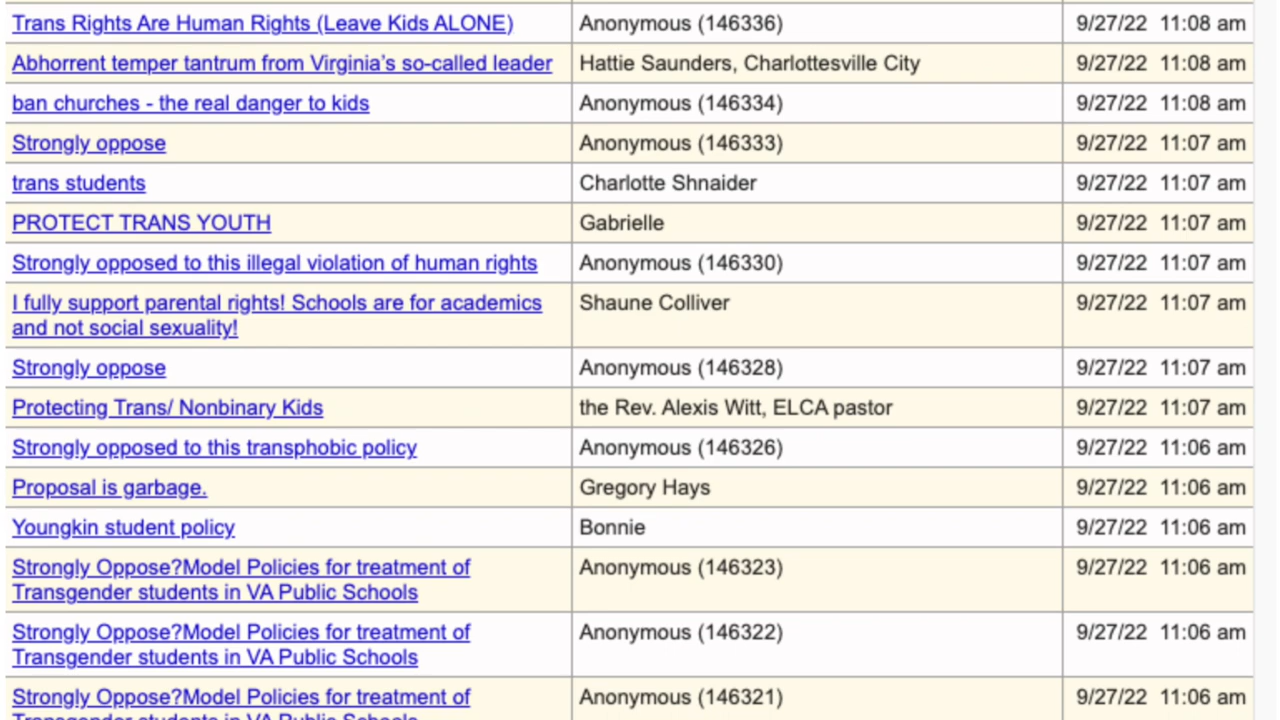 Trans Rights Are Human Rights (Leave Kids ALONE) Anonymous (146336) 9/27/22 11:08 am
Abhorrent temper tantrum from Virginia's so-called leader Hattie Saunders, Charlottesville City 9/27/22 11:08 am
ban churches - the real danger to kids Anonymous (146334) 9/27/22 11:08 am
Strongly oppose Anonymous (146333) 9/27/22 11:07 am
trans students Charlotte Shnaider 9/27/22 11:07 am
PROTECT TRANS YOUTH Gabrielle 9/27/22 11:07 am
Strongly opposed to this illegal violation of human rights Anonymous (146330) 9/27/22 11:07 am
I fully support parental rights! Schools are for academics Shaune Colliver 9/27/22 11:07 am
and not social sexuality!
Strongly oppose Anonymous (146328) 9/27/22 11:07 am
Protecting Trans/ Nonbinary Kids the Rev. Alexis Witt, ELCA pastor 9/27/22 11:07 am
Strongly opposed to this transphobic policy Anonymous (146326) 9/27/22 11:06 am
Proposal is garbage. Gregory Hays 9/27/22 11:06 am
Youngkin student policy Bonnie 9/27/22 11:06 am
Strongly Oppose?Model Policies for treatment of Anonymous (146323) 9/27/22 11:06 am
Transgender students in VA Public Schools
Strongly Oppose?Model Policies for treatment of Anonymous (146322) 9/27/22 11:06 am
Transgender students in VA Public Schools
Strongly Oppose?Model Policies for treatment of Anonymous (146321) 9/27/22 11:06 am
Transgender students in VA Public Schools